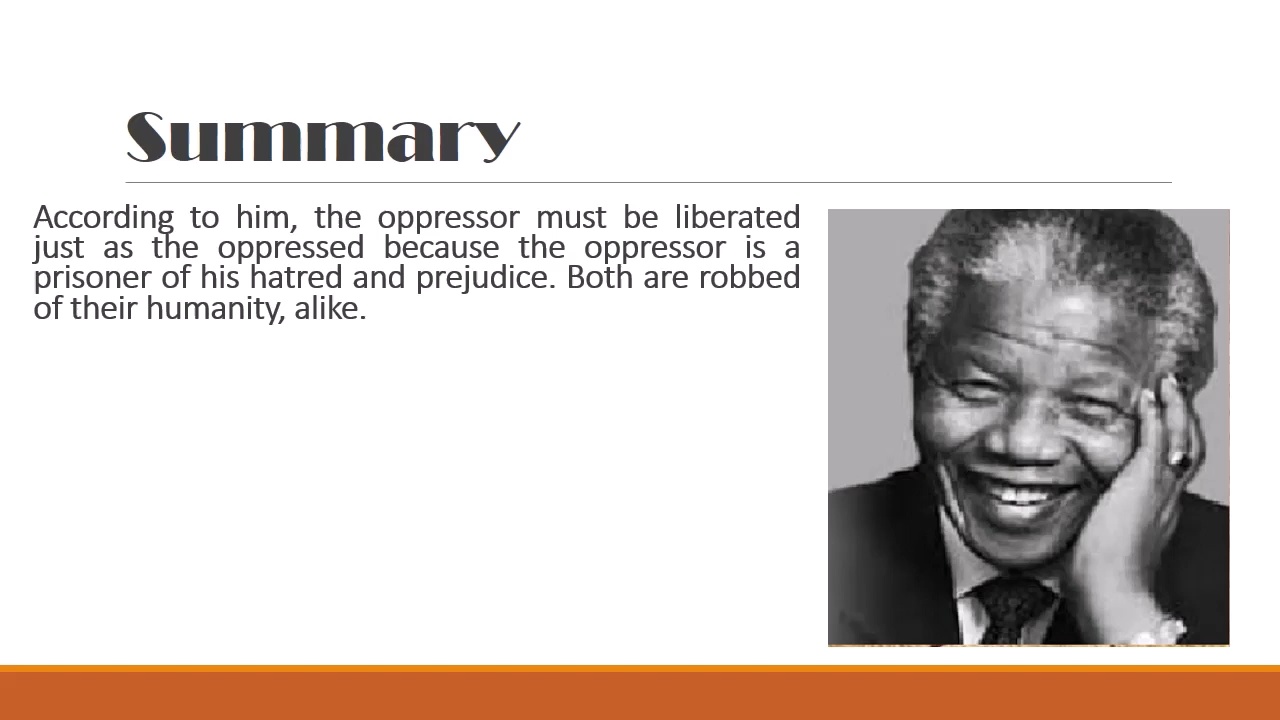 Summary
According to him, the oppressor must be liberated
just as the oppressed because the oppressor is a
prisoner of his hatred and prejudice. Both are robbed
of their humanity, alike.